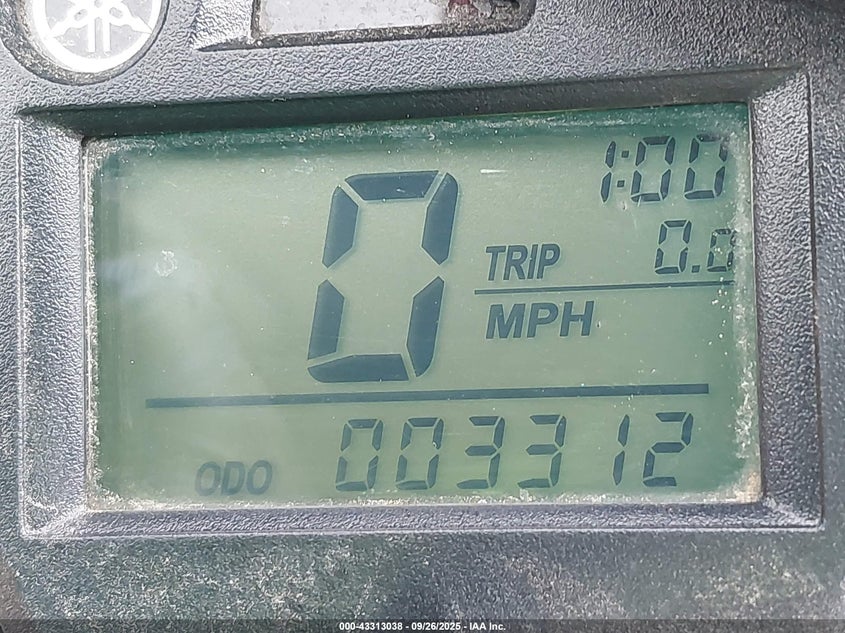 1:00
0
TRIP 0.0
MPH
ODO 003312
000-43313038 - 09/26/2025 - IAA Inc.